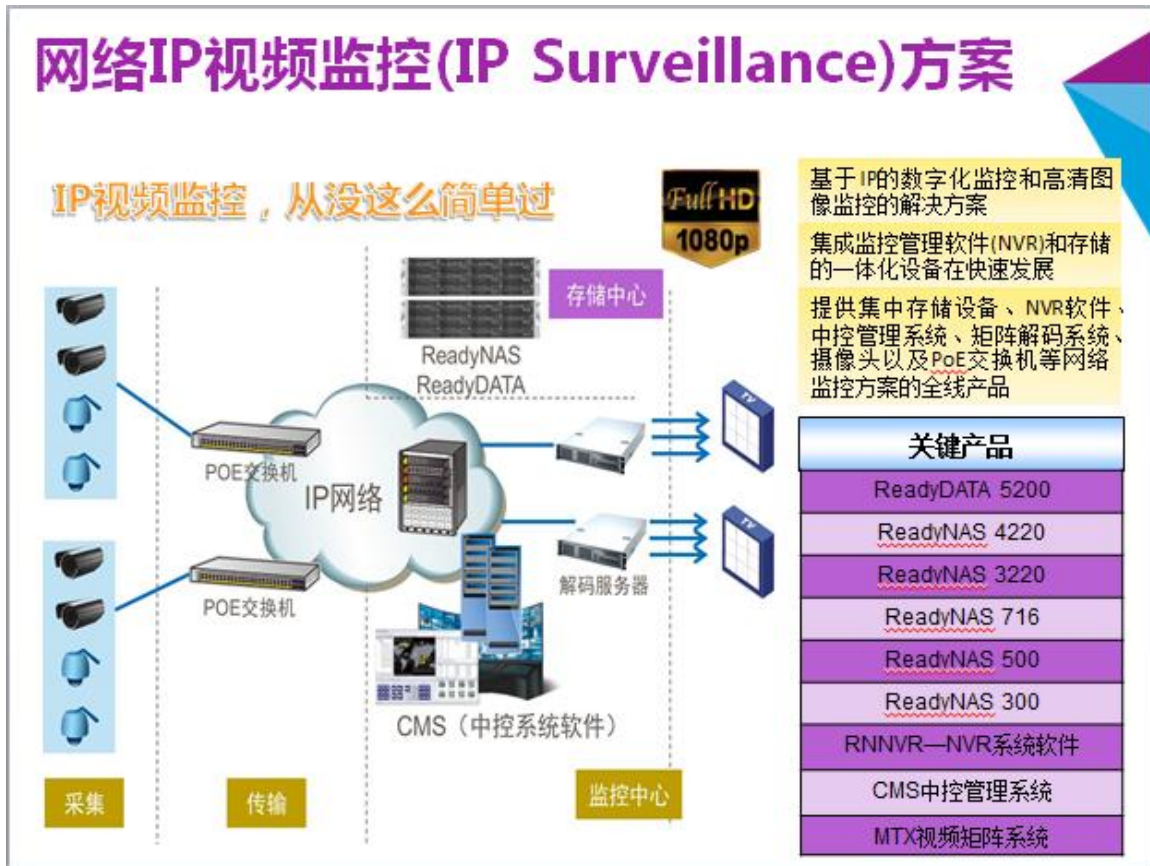 网络IP视频监控(IP Surveillance)方案
IP视频监控，从没这么简单过
Full HD
1080p
基于IP的数字化监控和高清图
像监控的解决方案
集成监控管理软件(NVR)和存储
的一体化设备在快速发展
提供集中存储设备、NVR软件、
中控管理系统、矩阵解码系统、
摄像头以及PoE交换机等网络
监控方案的全线产品
存储中心
ReadyNAS
ReadyDATA
POE交换机
IP网络
POE交换机
TV
TV
解码服务器
CMS（中控系统软件）
采集
传输
监控中心
关键产品
ReadyDATA 5200
ReadyNAS 4220
ReadyNAS 3220
ReadyNAS 716
ReadyNAS 500
ReadyNAS 300
RNNVR—NVR系统软件
CMS中控管理系统
MTX视频矩阵系统